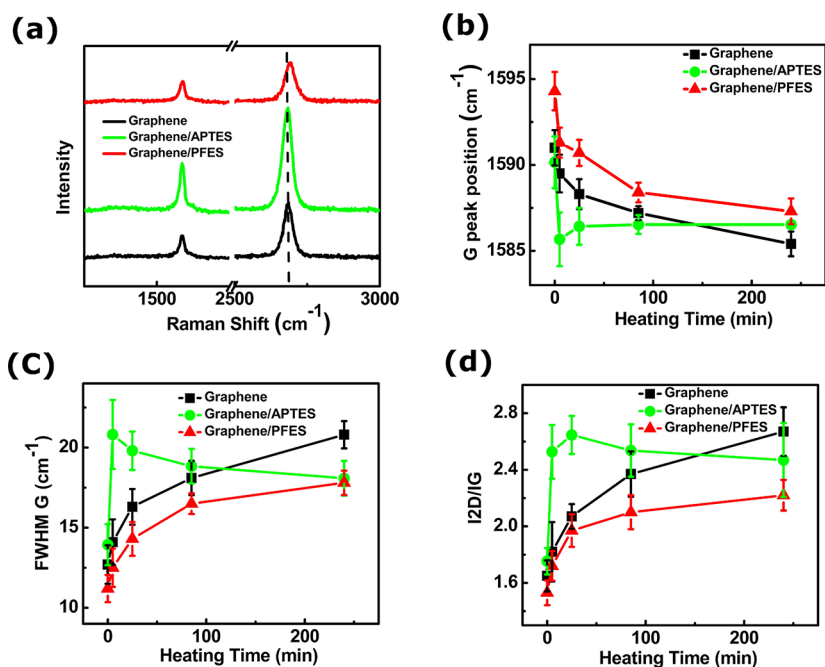 (a)
Graphene
Graphene/APTES
Graphene/PFES
Intensity
1500
2500
3000
Raman Shift (cm-1)
(b)
Graphene
Graphene/APTES
Graphene/PFES
G peak position (cm-1)
1595
1590
1585
0
100
200
Heating Time (min)
(C)
Graphene
Graphene/APTES
Graphene/PFES
FWHM G (cm-1)
20
15
10
0
100
200
Heating Time (min)
(d)
Graphene
Graphene/APTES
Graphene/PFES
I2D/IG
2.8
2.4
2.0
1.6
0
100
200
Heating Time (min)